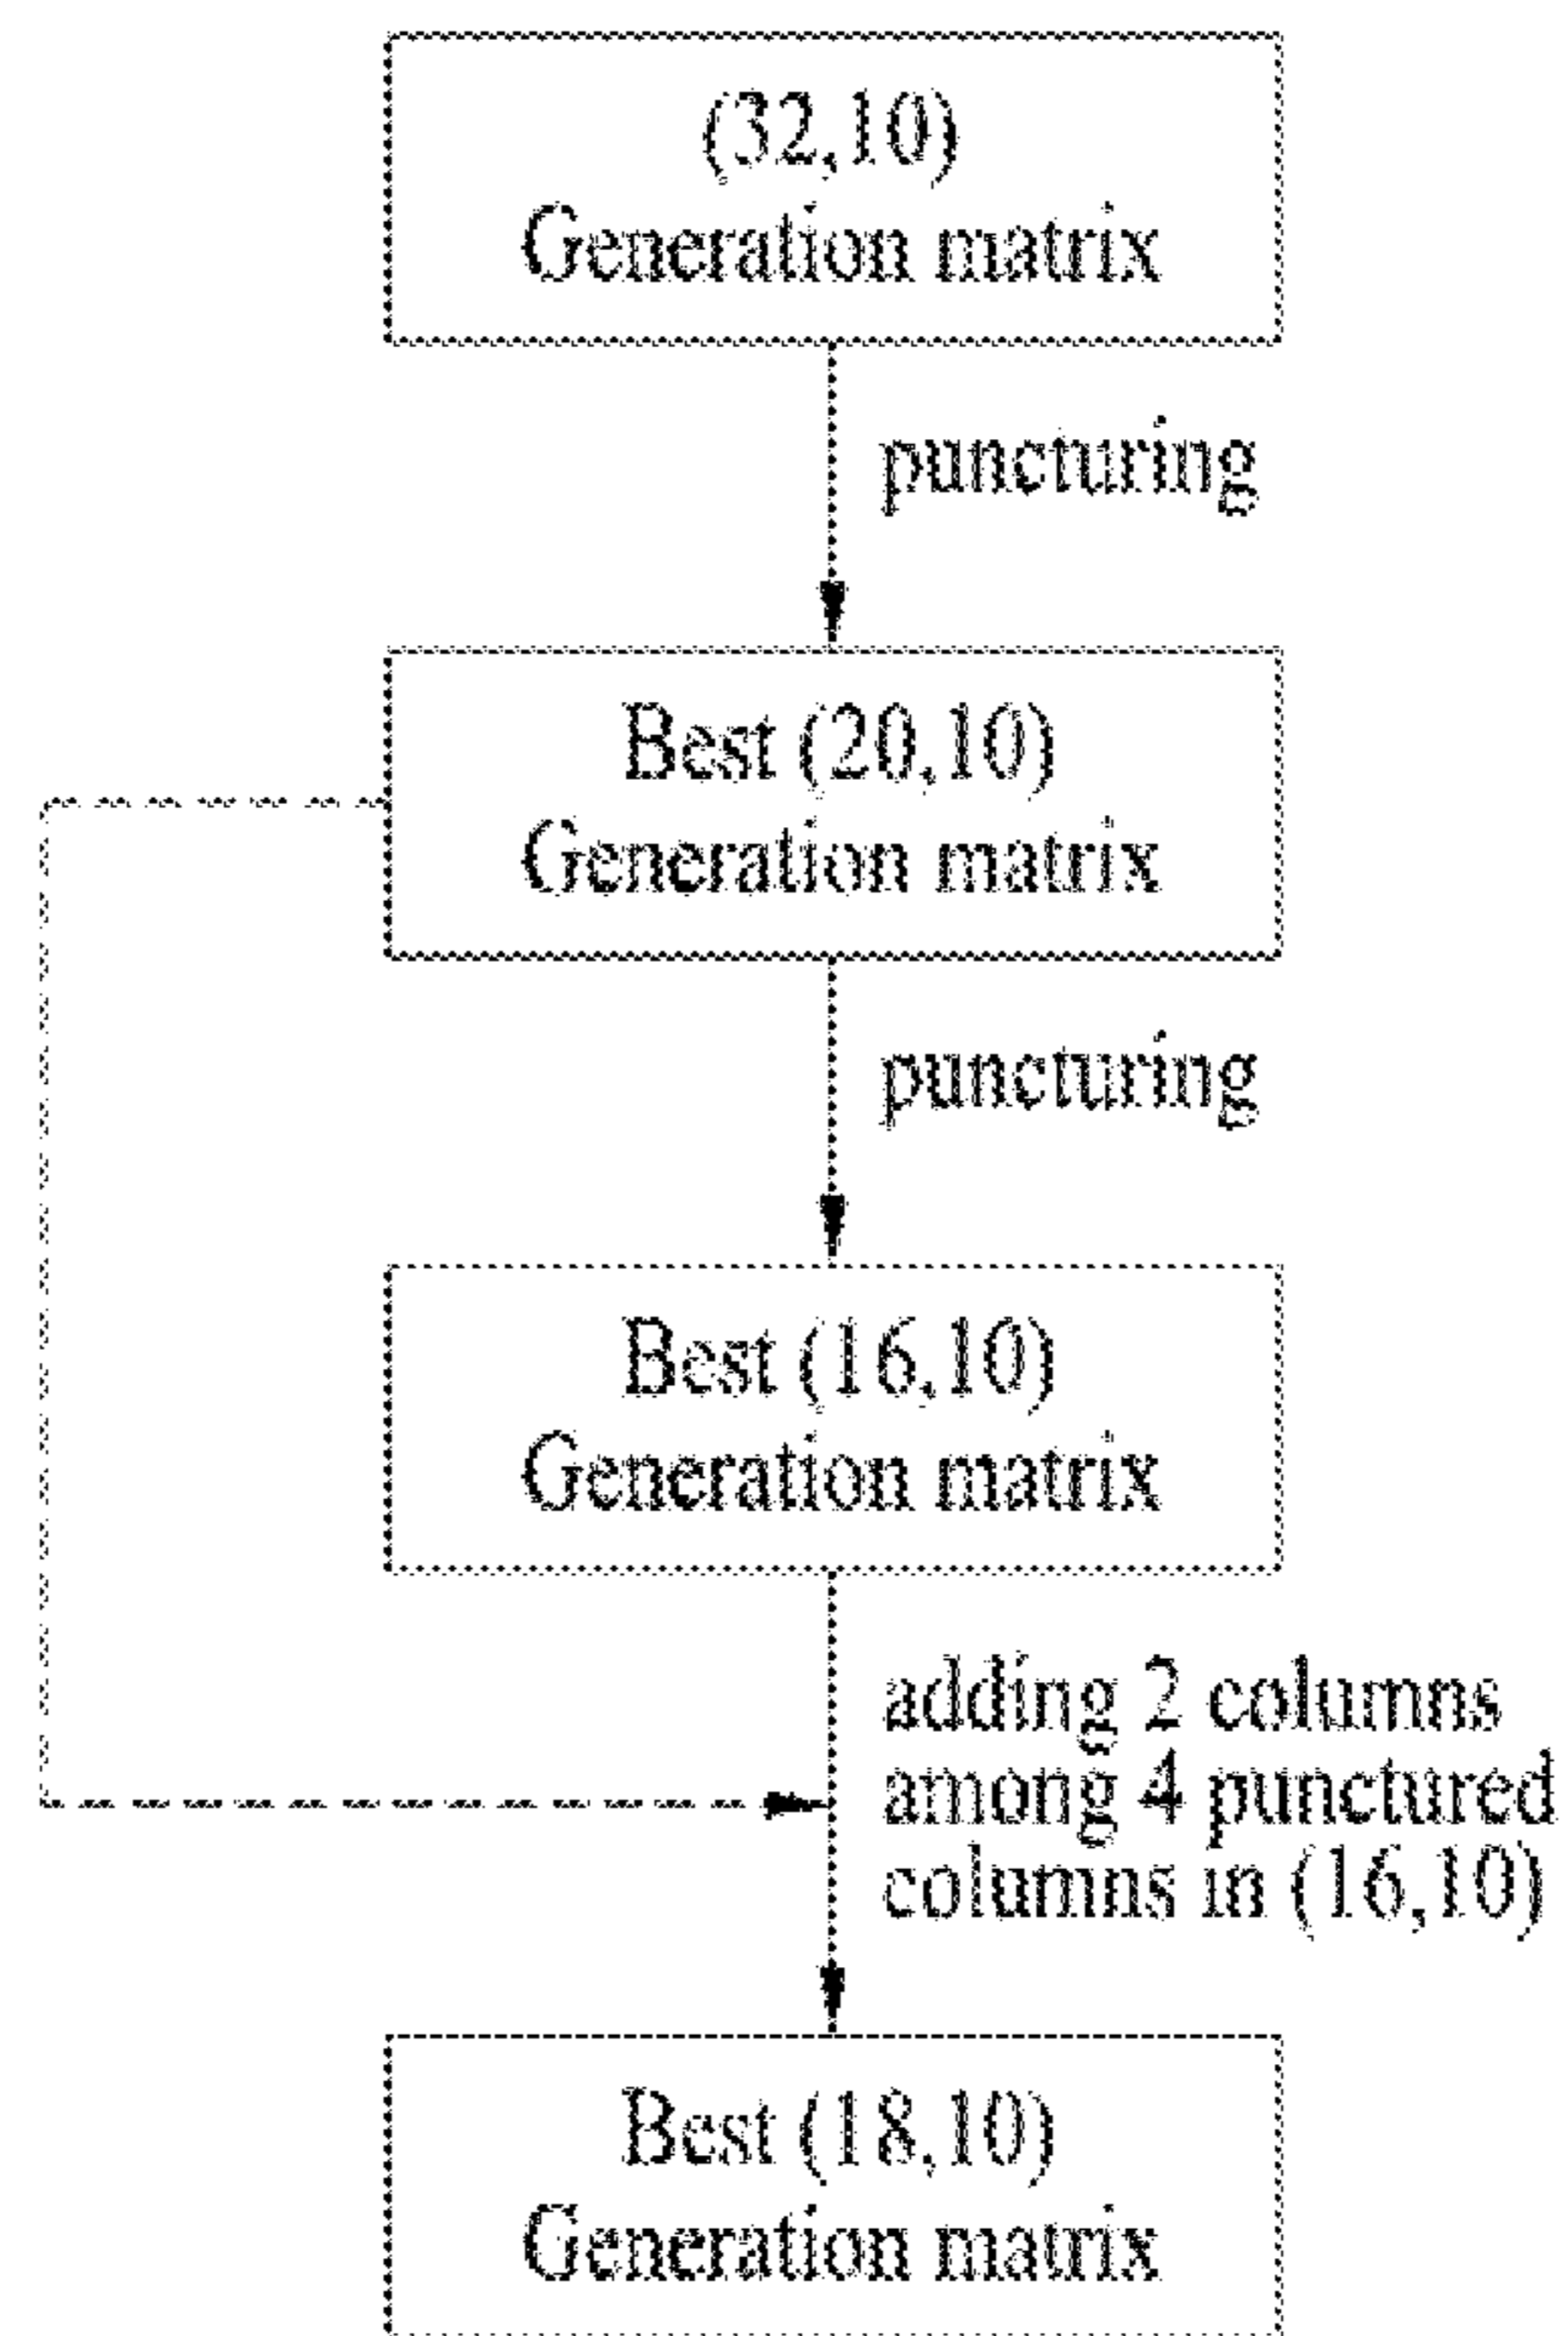 (32,10)
Generation matrix
puncturing
Best (20,10)
Generation matrix
puncturing
Best (16,10)
Generation matrix
adding 2 columns
among 4 punctured
columns in (16,10)
Best (18,10)
Generation matrix